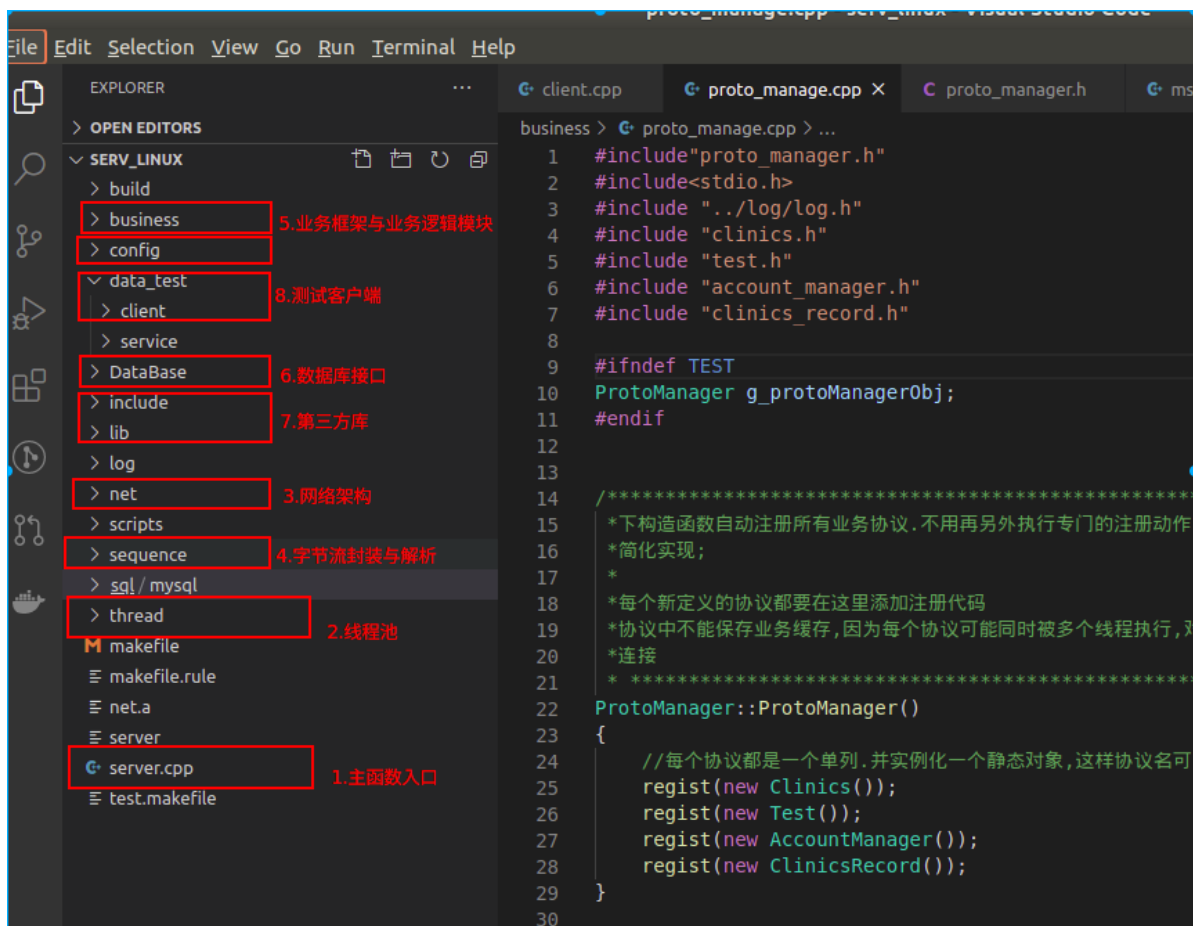 proto_manage.cpp - serv_linux - Visual Studio Code
File Edit Selection View Go Run Terminal Help
EXPLORER
OPEN EDITORS
SERV_LINUX
build
business 5.业务框架与业务逻辑模块
config
data_test
client 8.测试客户端
service
DataBase 6.数据库接口
include
lib 7.第三方库
log
net 3.网络架构
scripts
sequence 4.字节流封装与解析
sql / mysql
thread 2.线程池
makefile
makefile.rule
net.a
server
server.cpp 1.主函数入口
test.makefile
client.cpp proto_manage.cpp × proto_manager.h ms
business > proto_manage.cpp > ...
1 #include"proto_manager.h"
2 #include<stdio.h>
3 #include "../log/log.h"
4 #include "clinics.h"
5 #include "test.h"
6 #include "account_manager.h"
7 #include "clinics_record.h"
8
9 #ifndef TEST
10 ProtoManager g_protoManagerObj;
11 #endif
12
13
14 /**************************************************
15 *下构造函数自动注册所有业务协议.不用再另外执行专门的注册动作
16 *简化实现;
17 *
18 *每个新定义的协议都要在这里添加注册代码
19 *协议中不能保存业务缓存,因为每个协议可能同时被多个线程执行,
20 *连接
21 * ************************************************
22 ProtoManager::ProtoManager()
23 {
24 //每个协议都是一个单列.并实例化一个静态对象,这样协议名可
25 regist(new Clinics());
26 regist(new Test());
27 regist(new AccountManager());
28 regist(new ClinicsRecord());
29 }
30